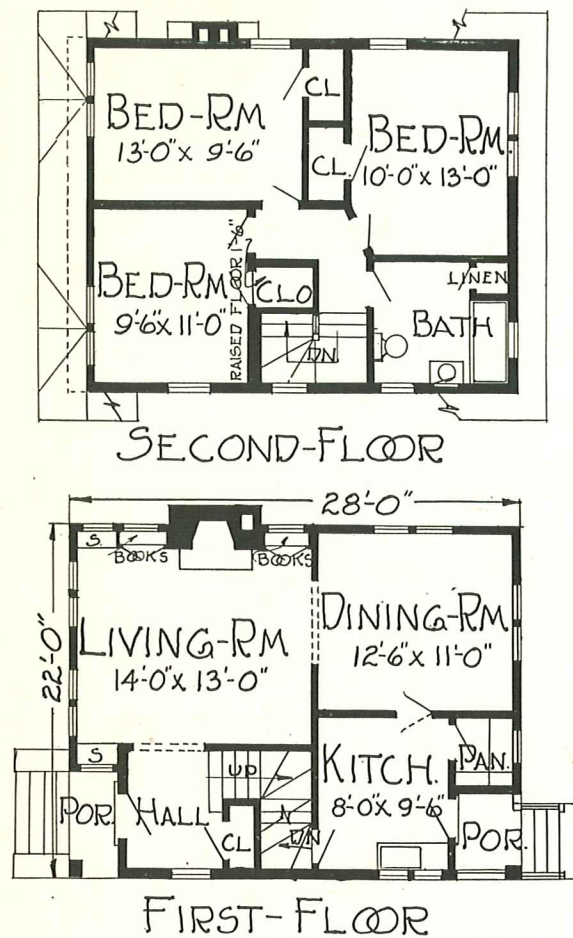 CL
BED-RM
13'-0" x 9'-6"
BED-RM.
10'-0" x 13'-0"
CL.
BED-RM.
9'-6" x 11'-0"
RAISED FLOOR 1'-6"
CLO
LINEN
BATH
DN
SECOND-FLOOR
28'-0"
22'-0"
S.
BOOKS
BOOKS
LIVING-RM
14'-0" x 13'-0"
DINING-RM
12'-6" x 11'-0"
S
UP
KITCH.
8'-0" x 9'-6"
PAN.
POR.
HALL
CL
DN
POR.
FIRST-FLOOR